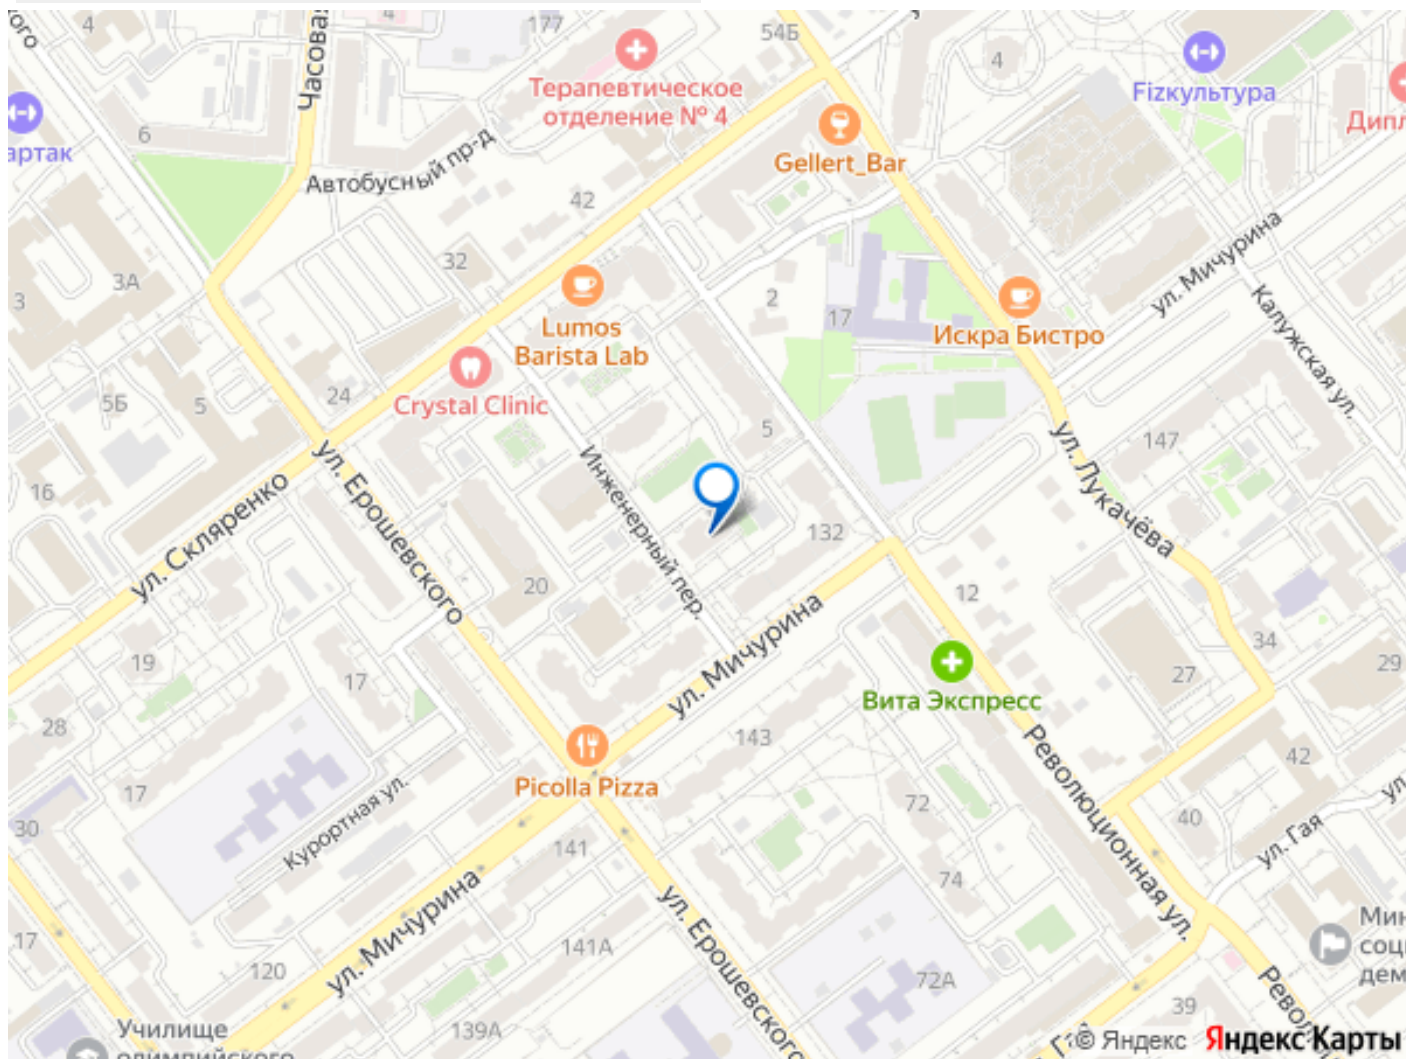 4
177
4
54Б
4
Часовая
Терапевтическое
отделение № 4
Fizкультура
6
Gellert_Bar
Автобусный пр-д
42
ул. Мичурина
32
3А
3
2
17
Lumos
Barista Lab
Искра Бистро
Калужская ул.
5Б
5
24
Crystal Clinic
5
147
16
ул. Скляренко
ул. Ерошевского
Инженерный пер.
ул. Лукачёва
132
20
12
19
17
ул. Мичурина
34
29
27
28
Вита Экспресс
143
Революционная ул.
42
Picolla Pizza
17
Курортная ул.
72
40
ул. Гая
30
141
74
ул. Мичурина
ул. Ерошевского
17
141А
120
72А
39
139А
Училище
олимпийского
© Яндекс
Яндекс Карты